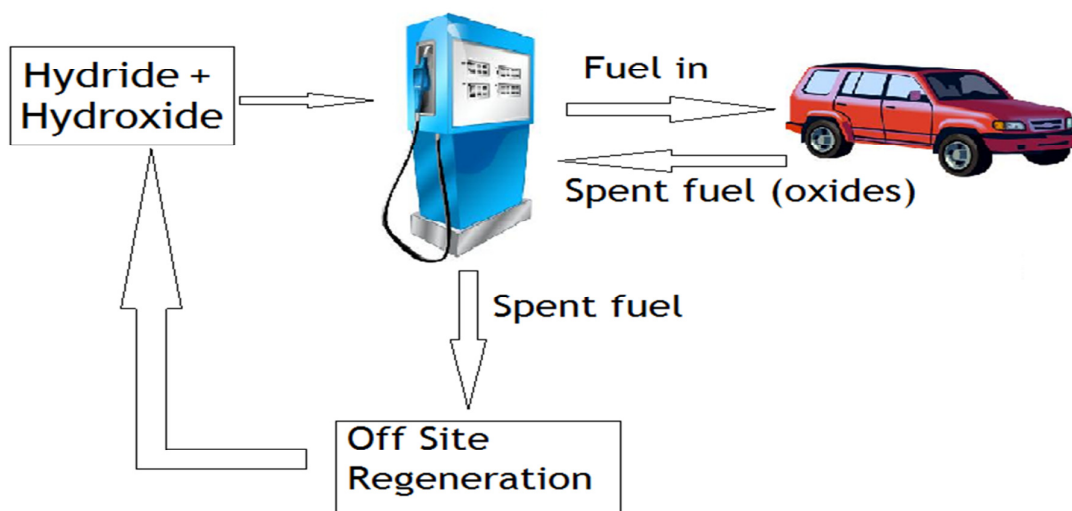 Hydride +
Hydroxide
Fuel in
Spent fuel (oxides)
Spent fuel
Off Site
Regeneration